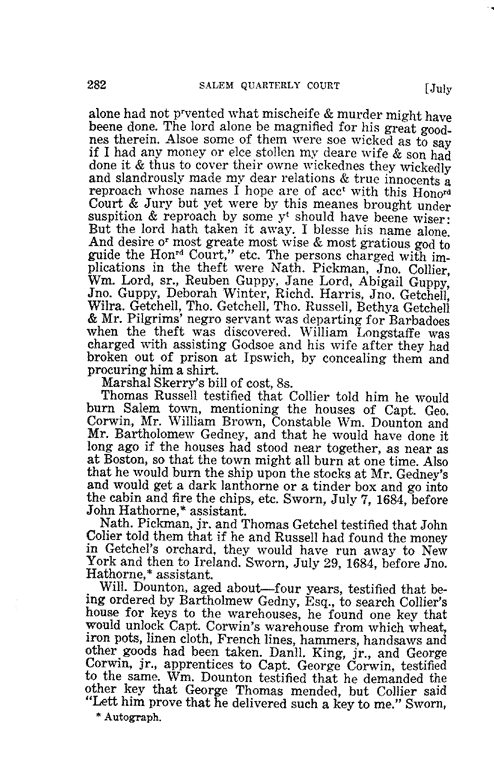 282 SALEM QUARTERLY COURT [July
alone had not pʳvented what mischeife & murder might have
beene done. The lord alone be magnified for his great good-
nes therein. Alsoe some of them were soe wicked as to say
if I had any money or elce stollen my deare wife & son had
done it & thus to cover their owne wickednes they wickedly
and slandrously made my dear relations & true innocents a
reproach whose names I hope are of accᵗ with this Honoʳᵈ
Court & Jury but yet were by this meanes brought under
suspition & reproach by some yᵗ should have beene wiser:
But the lord hath taken it away. I blesse his name alone.
And desire oʳ most greate most wise & most gratious god to
guide the Honʳᵈ Court," etc. The persons charged with im-
plications in the theft were Nath. Pickman, Jno. Collier,
Wm. Lord, sr., Reuben Guppy, Jane Lord, Abigail Guppy,
Jno. Guppy, Deborah Winter, Richd. Harris, Jno. Getchell,
Wilra. Getchell, Tho. Getchell, Tho. Russell, Bethya Getchell
& Mr. Pilgrims' negro servant was departing for Barbadoes
when the theft was discovered. William Longstaffe was
charged with assisting Godsoe and his wife after they had
broken out of prison at Ipswich, by concealing them and
procuring him a shirt.
Marshal Skerry's bill of cost, 8s.
Thomas Russell testified that Collier told him he would
burn Salem town, mentioning the houses of Capt. Geo.
Corwin, Mr. William Brown, Constable Wm. Dounton and
Mr. Bartholomew Gedney, and that he would have done it
long ago if the houses had stood near together, as near as
at Boston, so that the town might all burn at one time. Also
that he would burn the ship upon the stocks at Mr. Gedney's
and would get a dark lanthorne or a tinder box and go into
the cabin and fire the chips, etc. Sworn, July 7, 1684, before
John Hathorne,* assistant.
Nath. Pickman, jr. and Thomas Getchel testified that John
Colier told them that if he and Russell had found the money
in Getchel's orchard, they would have run away to New
York and then to Ireland. Sworn, July 29, 1684, before Jno.
Hathorne,* assistant.
Will. Dounton, aged about—four years, testified that be-
ing ordered by Bartholmew Gedny, Esq., to search Collier's
house for keys to the warehouses, he found one key that
would unlock Capt. Corwin's warehouse from which wheat,
iron pots, linen cloth, French lines, hammers, handsaws and
other goods had been taken. Danll. King, jr., and George
Corwin, jr., apprentices to Capt. George Corwin, testified
to the same. Wm. Dounton testified that he demanded the
other key that George Thomas mended, but Collier said
"Lett him prove that he delivered such a key to me." Sworn,
* Autograph.